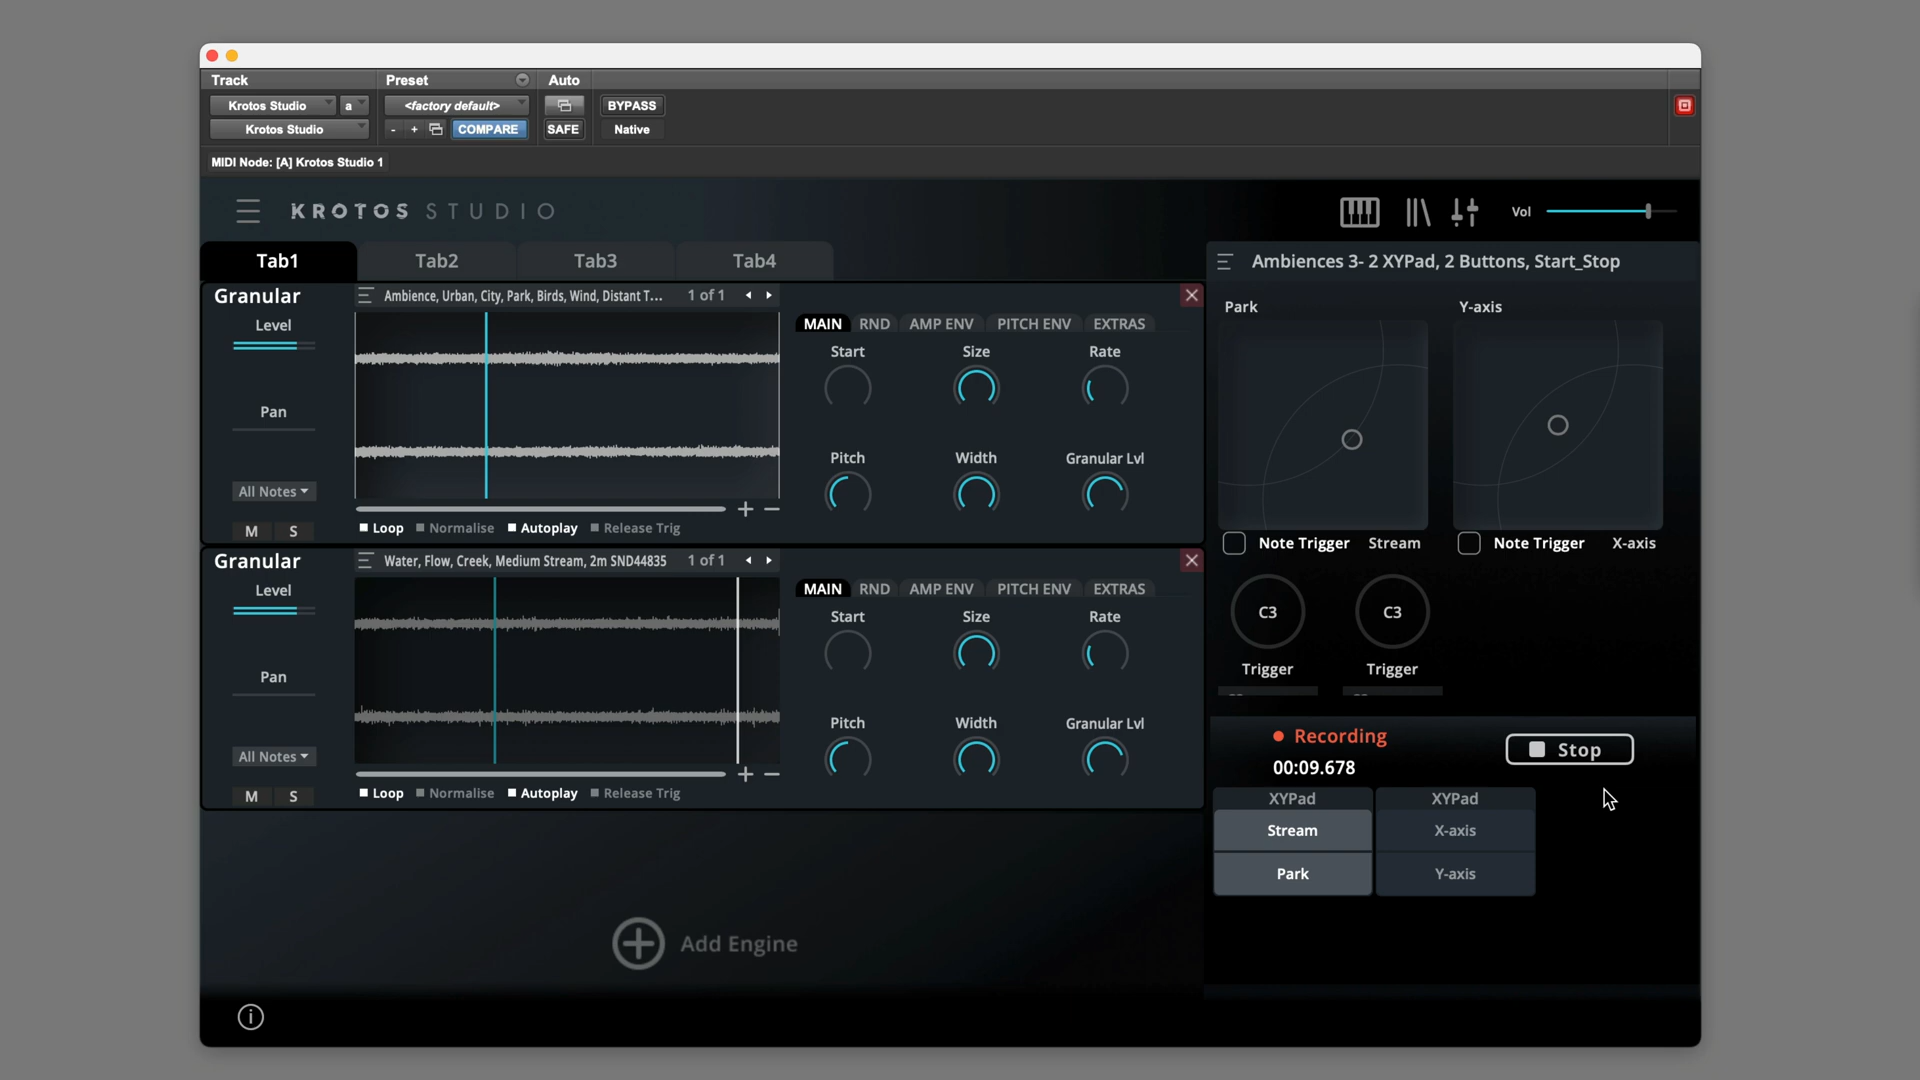 Track
Preset
Auto
Krotos Studio
a
<factory default>
BYPASS
Krotos Studio
- +
COMPARE
SAFE
Native
MIDI Node: [A] Krotos Studio 1
KROTOS STUDIO
Vol
Tab1
Tab2
Tab3
Tab4
Ambiences 3- 2 XYPad, 2 Buttons, Start_Stop
Granular
Ambience, Urban, City, Park, Birds, Wind, Distant T...
1 of 1
Level
Pan
All Notes
M
S
MAIN
RND
AMP ENV
PITCH ENV
EXTRAS
Start
Size
Rate
Pitch
Width
Granular Lvl
Loop
Normalise
Autoplay
Release Trig
Granular
Water, Flow, Creek, Medium Stream, 2m SND44835
1 of 1
Level
Pan
All Notes
M
S
MAIN
RND
AMP ENV
PITCH ENV
EXTRAS
Start
Size
Rate
Pitch
Width
Granular Lvl
Loop
Normalise
Autoplay
Release Trig
Add Engine
Park
Y-axis
Note Trigger
Stream
Note Trigger
X-axis
C3
C3
Trigger
Trigger
Recording
00:09.678
Stop
XYPad
XYPad
Stream
X-axis
Park
Y-axis